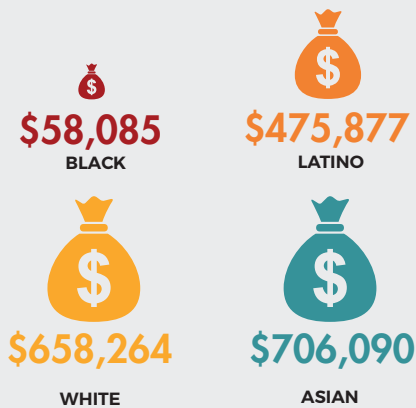 $
$58,085
BLACK
$
$475,877
LATINO
$
$658,264
WHITE
$
$706,090
ASIAN